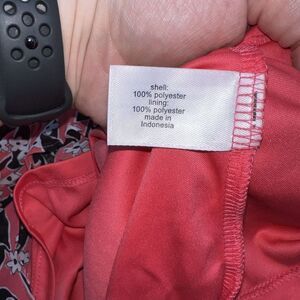 shell:
100% polyester
lining:
100% polyester
made in
Indonesia